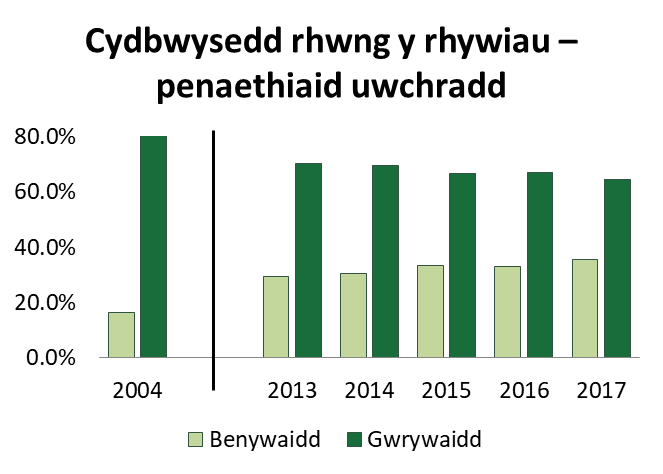 Cydbwysedd rhwng y rhywiau –
penaethiaid uwchradd
80.0%
60.0%
40.0%
20.0%
0.0%
2004 2013 2014 2015 2016 2017
Benywaidd Gwrywaidd